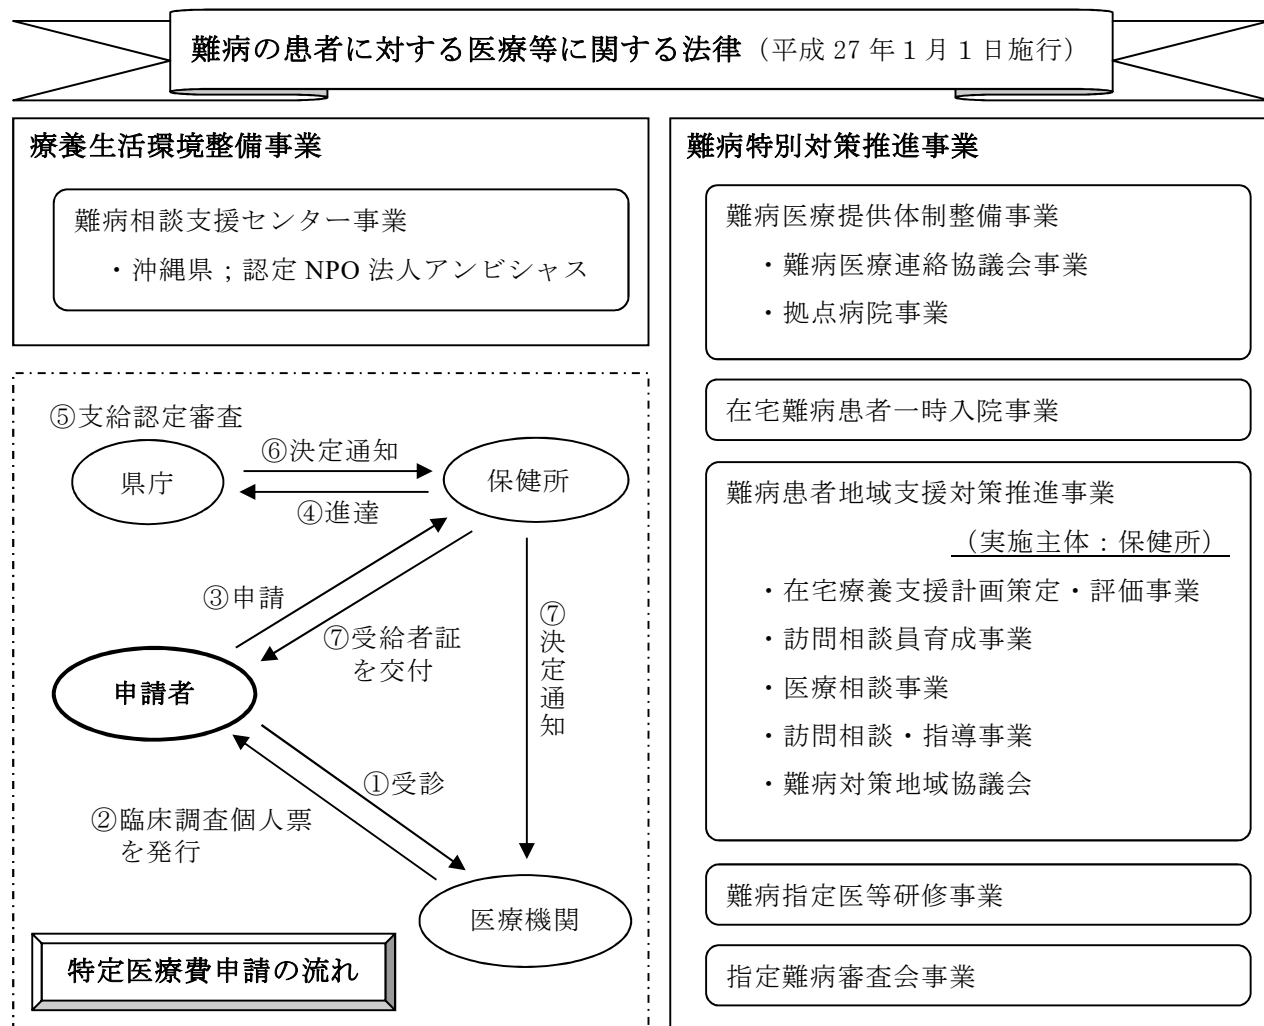 難病の患者に対する医療等に関する法律（平成 27 年 1 月 1 日施行）
療養生活環境整備事業
難病相談支援センター事業
・沖縄県；認定 NPO 法人アンビシャス
⑤支給認定審査
県庁
⑥決定通知
④進達
保健所
③申請
⑦受給者証
を交付
⑦決定通知
申請者
①受診
②臨床調査個人票
を発行
医療機関
特定医療費申請の流れ
難病特別対策推進事業
難病医療提供体制整備事業
・難病医療連絡協議会事業
・拠点病院事業
在宅難病患者一時入院事業
難病患者地域支援対策推進事業
（実施主体：保健所）
・在宅療養支援計画策定・評価事業
・訪問相談員育成事業
・医療相談事業
・訪問相談・指導事業
・難病対策地域協議会
難病指定医等研修事業
指定難病審査会事業